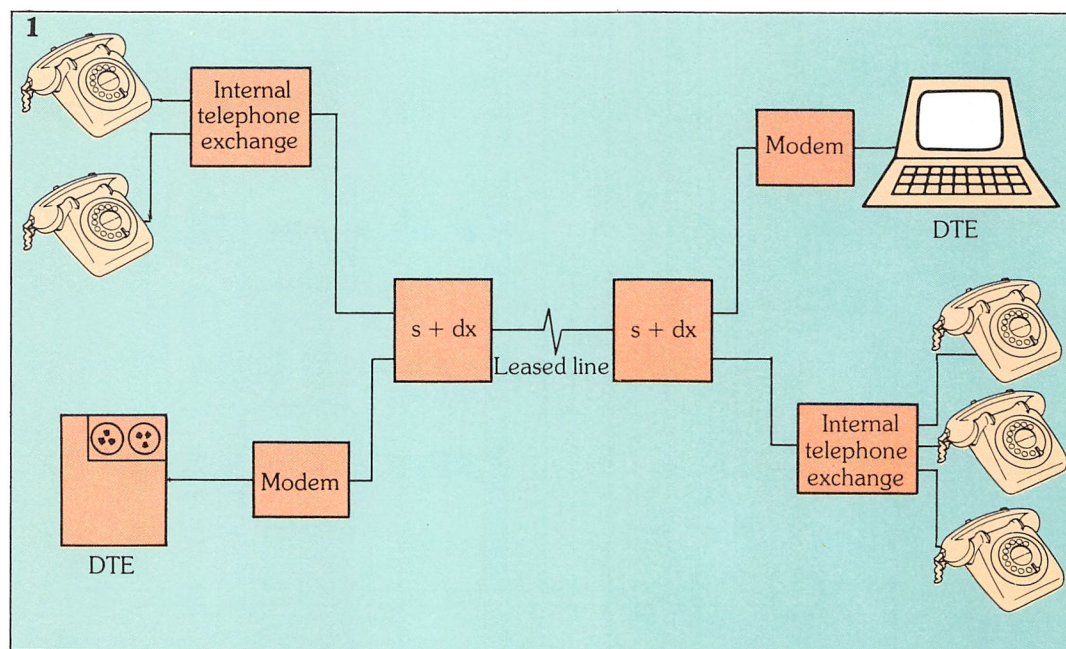 1
Internal
telephone
exchange
Modem
DTE
s + dx
Leased line
s + dx
Internal
telephone
exchange
Modem
DTE